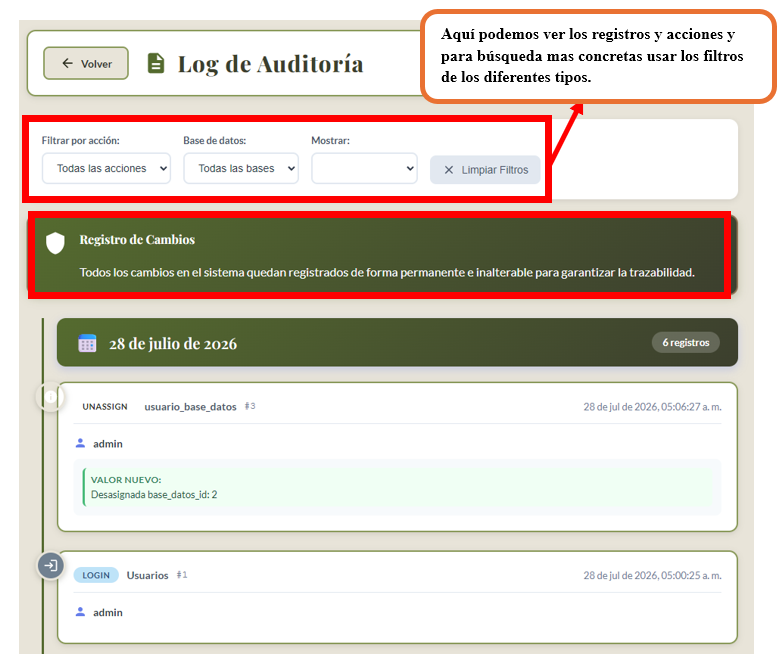 Aquí podemos ver los registros y acciones y
para búsqueda mas concretas usar los filtros
de los diferentes tipos.
Volver
Log de Auditoría
Filtrar por acción:
Base de datos:
Mostrar:
Todas las acciones
Todas las bases
Limpiar Filtros
Registro de Cambios
Todos los cambios en el sistema quedan registrados de forma permanente e inalterable para garantizar la trazabilidad.
28 de julio de 2026
6 registros
UNASSIGN usuario_base_datos #3 28 de jul de 2026, 05:06:27 a. m.
admin
VALOR NUEVO:
Desasignada base_datos_id: 2
LOGIN Usuarios #1 28 de jul de 2026, 05:00:25 a. m.
admin